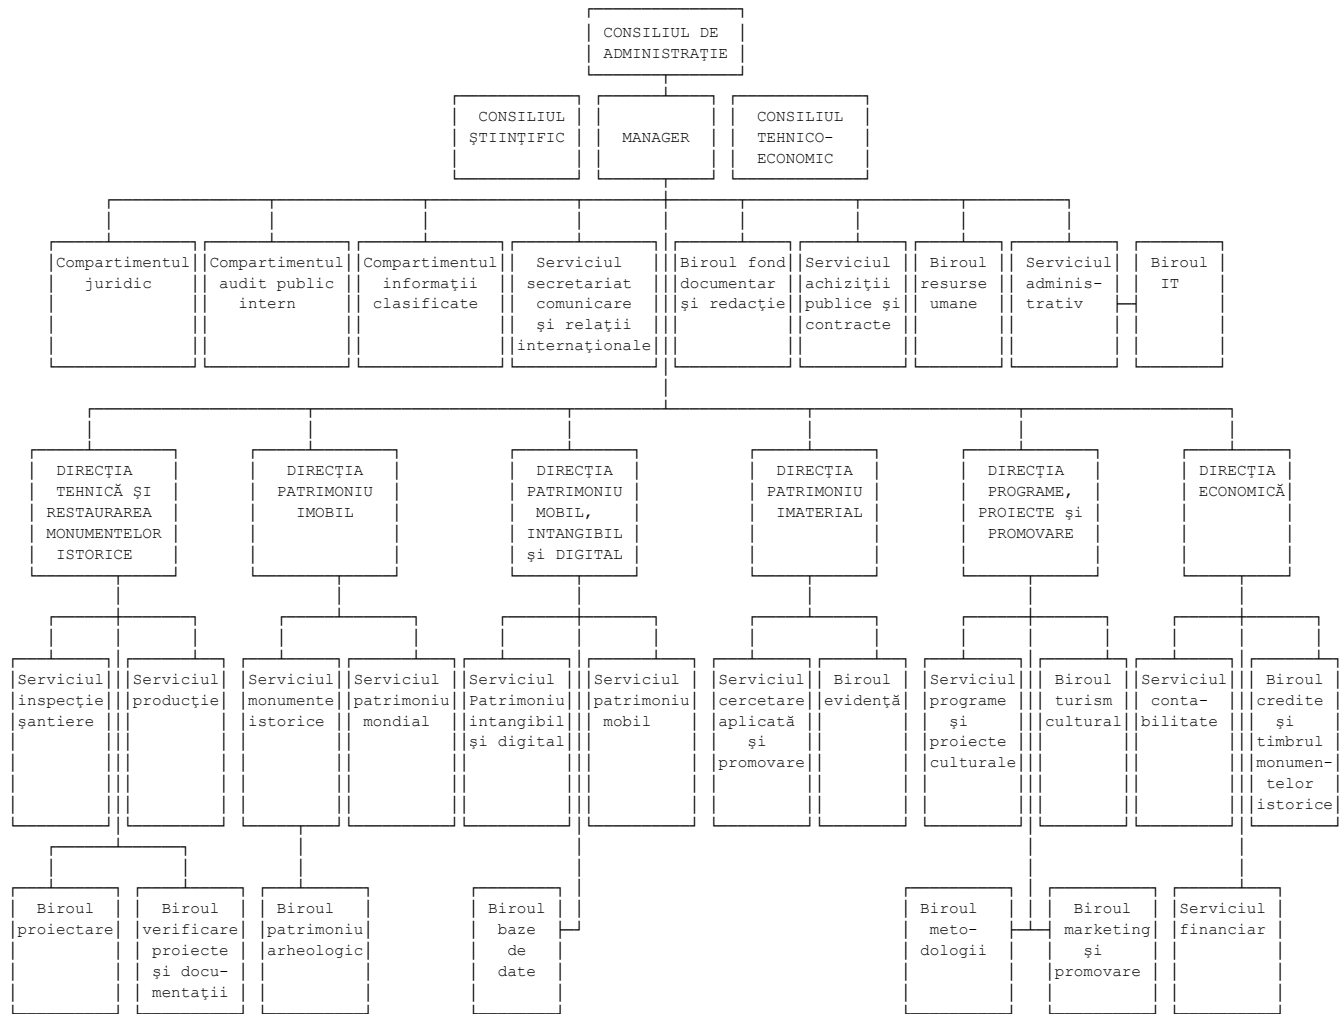 CONSILIUL DE
ADMINISTRAŢIE
CONSILIUL
ŞTIINŢIFIC
MANAGER
CONSILIUL
TEHNICO-
ECONOMIC
Compartimentul
juridic
Compartimentul
audit public
intern
Compartimentul
informaţii
clasificate
Serviciul
secretariat
comunicare
şi relaţii
internaţionale
Biroul fond
documentar
şi redacţie
Serviciul
achiziţii
publice şi
contracte
Biroul
resurse
umane
Serviciul
adminis-
trativ
Biroul
IT
DIRECŢIA
TEHNICĂ ŞI
RESTAURAREA
MONUMENTELOR
ISTORICE
DIRECŢIA
PATRIMONIU
IMOBIL
DIRECŢIA
PATRIMONIU
MOBIL,
INTANGIBIL
şi DIGITAL
DIRECŢIA
PATRIMONIU
IMATERIAL
DIRECŢIA
PROGRAME,
PROIECTE şi
PROMOVARE
DIRECŢIA
ECONOMICĂ
Serviciul
inspecţie
şantiere
Serviciul
producţie
Serviciul
monumente
istorice
Serviciul
patrimoniu
mondial
Serviciul
Patrimoniu
intangibil
şi digital
Serviciul
patrimoniu
mobil
Serviciul
cercetare
aplicată
şi
promovare
Biroul
evidenţă
Serviciul
programe
şi
proiecte
culturale
Biroul
turism
cultural
Serviciul
conta-
bilitate
Biroul
credite
şi
timbrul
monumen-
telor
istorice
Biroul
proiectare
Biroul
verificare
proiecte
şi docu-
mentaţii
Biroul
patrimoniu
arheologic
Biroul
baze
de
date
Biroul
meto-
dologii
Biroul
marketing
şi
promovare
Serviciul
financiar